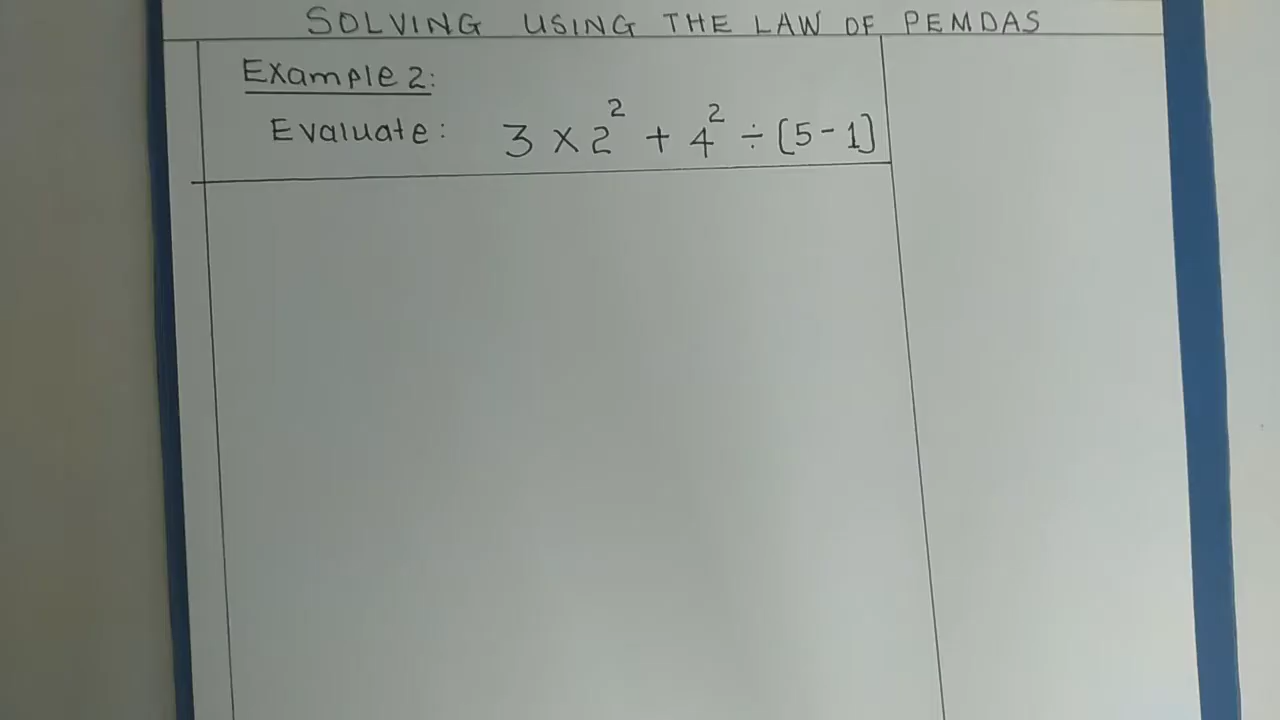 SOLVING USING THE LAW OF PEMDAS
Example 2:
Evaluate: 3 × 2² + 4² ÷ (5 - 1)